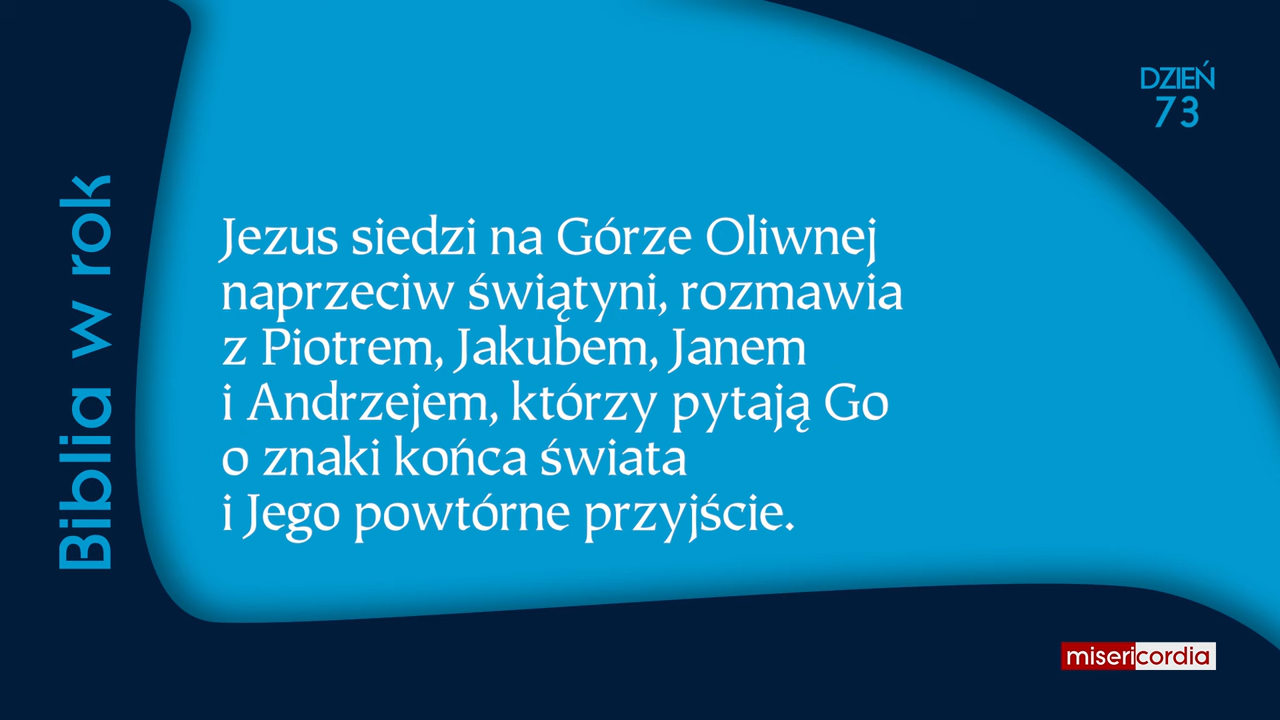 Biblia w rok
DZIEŃ
73
Jezus siedzi na Górze Oliwnej
naprzeciw świątyni, rozmawia
z Piotrem, Jakubem, Janem
i Andrzejem, którzy pytają Go
o znaki końca świata
i Jego powtórne przyjście.
misericordia